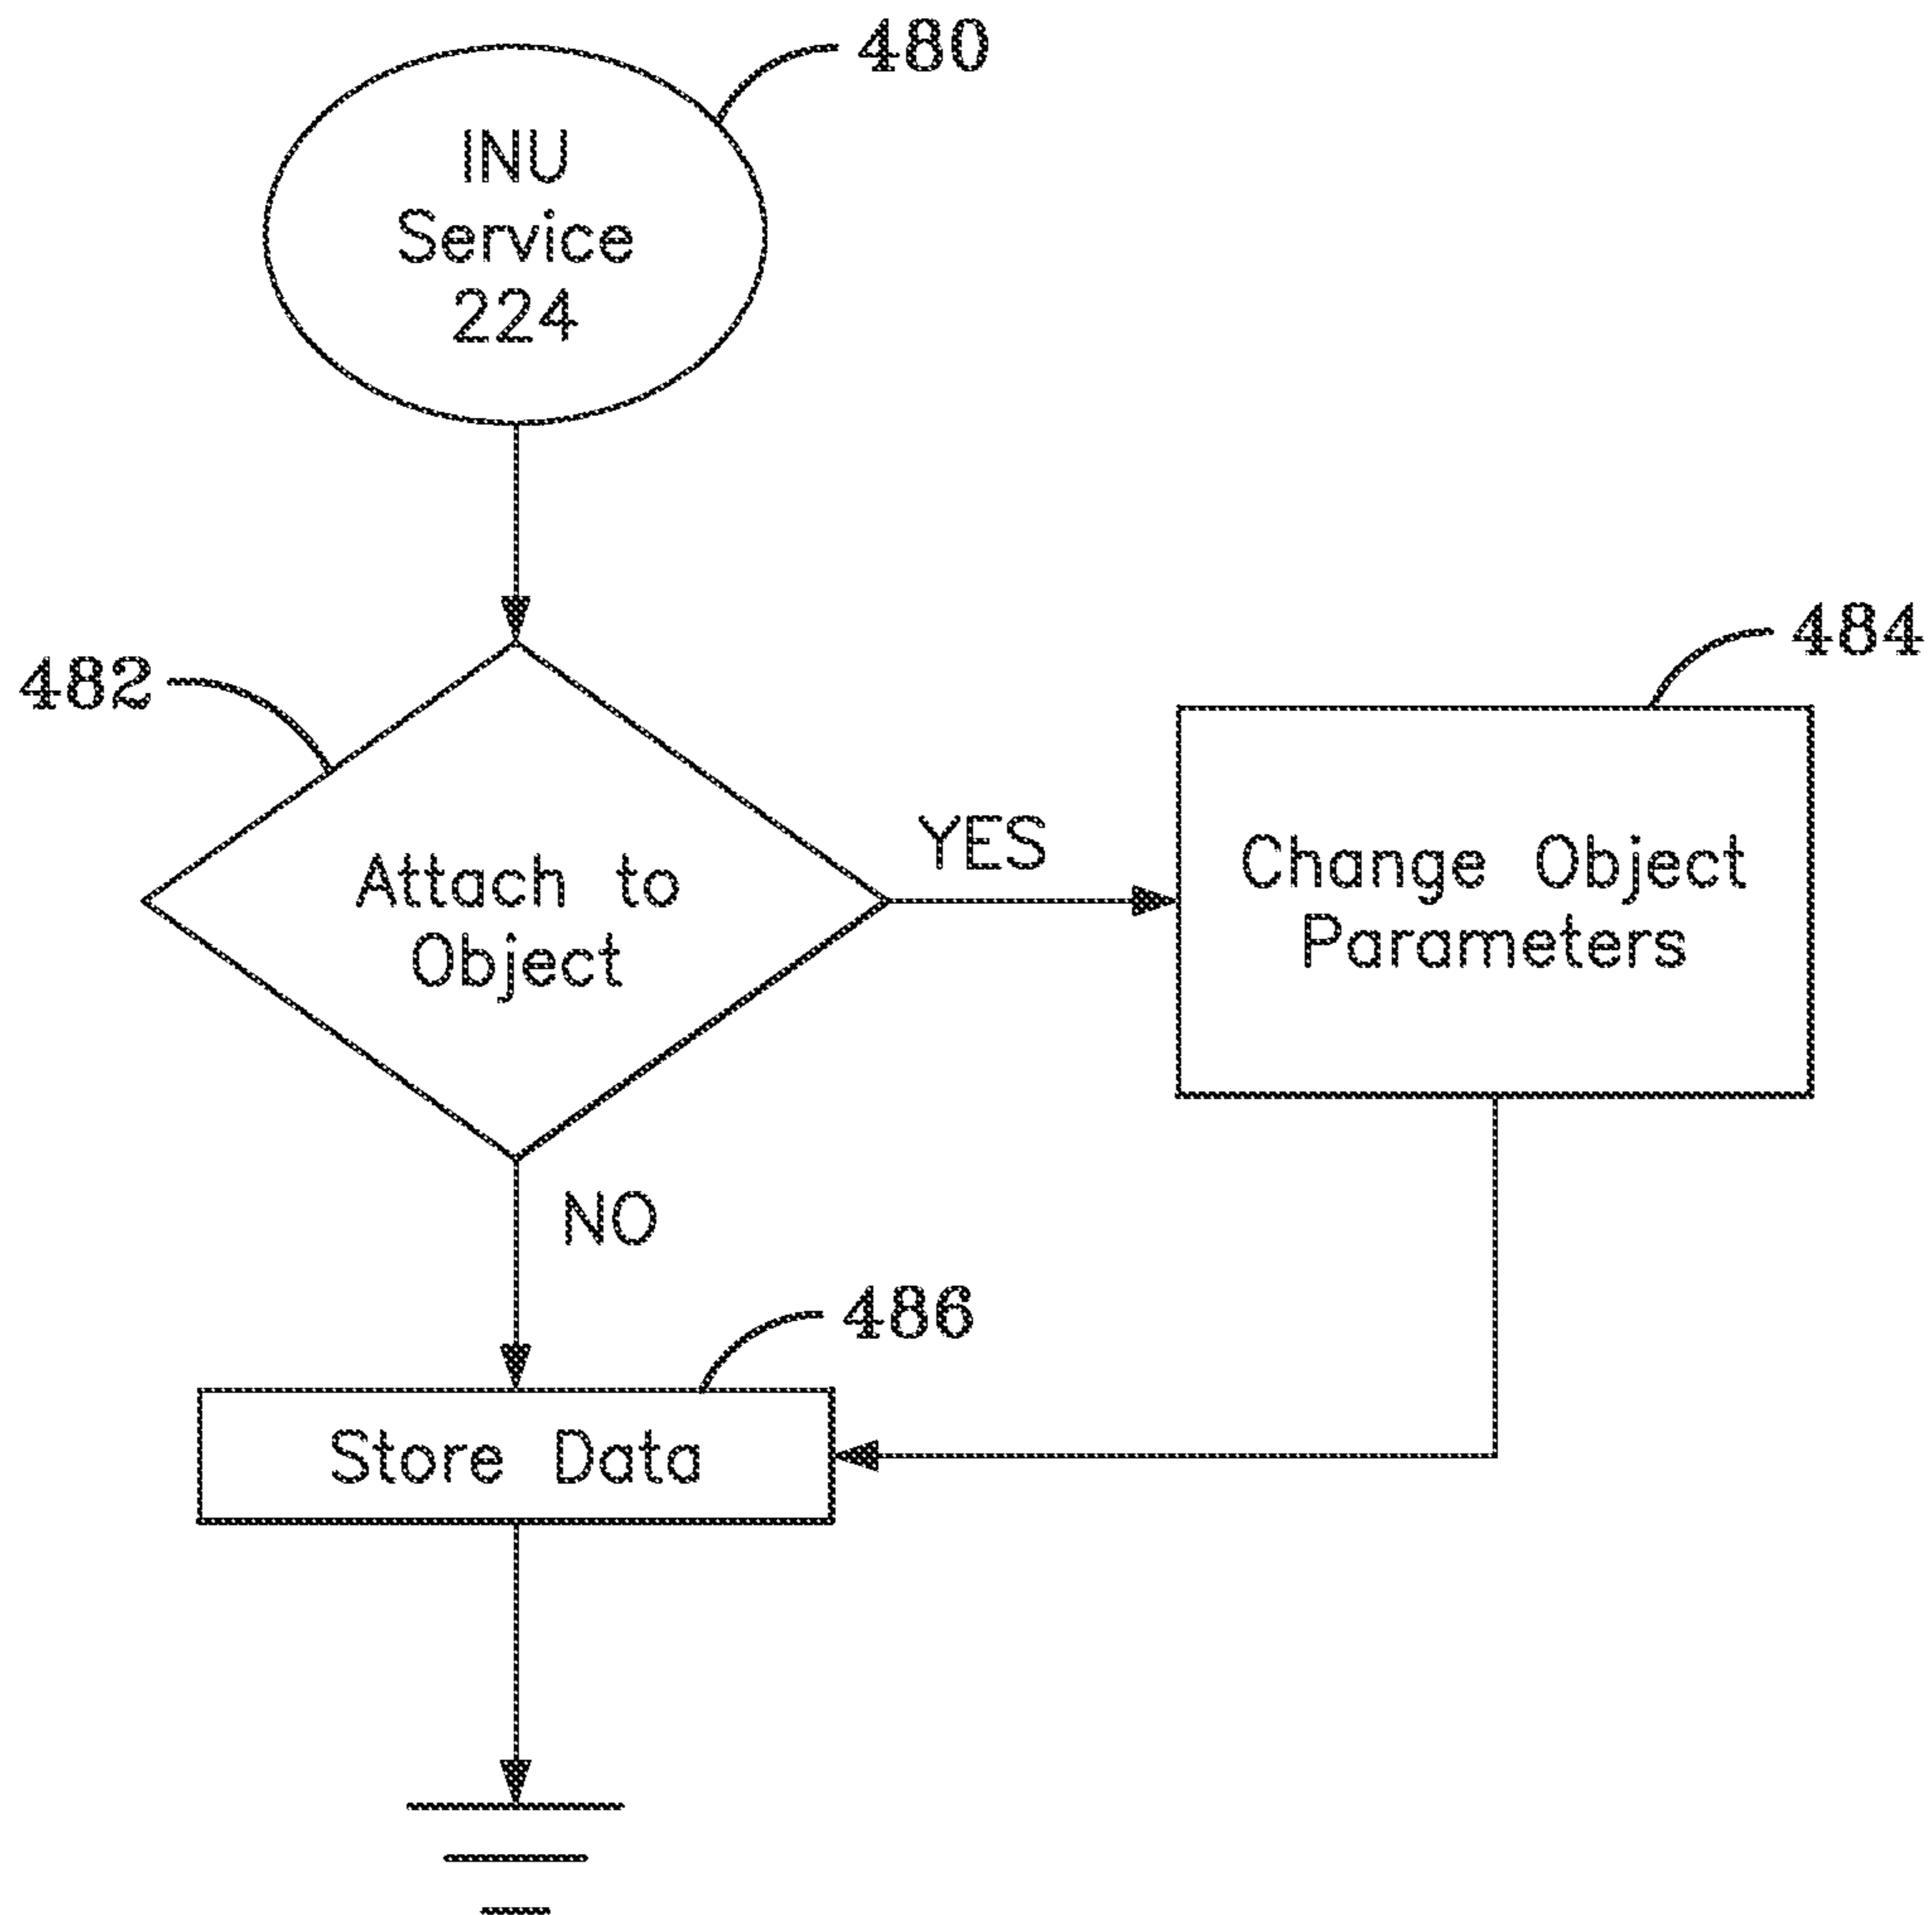 480
INU
Service
224
482
484
Attach to
Object
YES
Change Object
Parameters
NO
486
Store Data